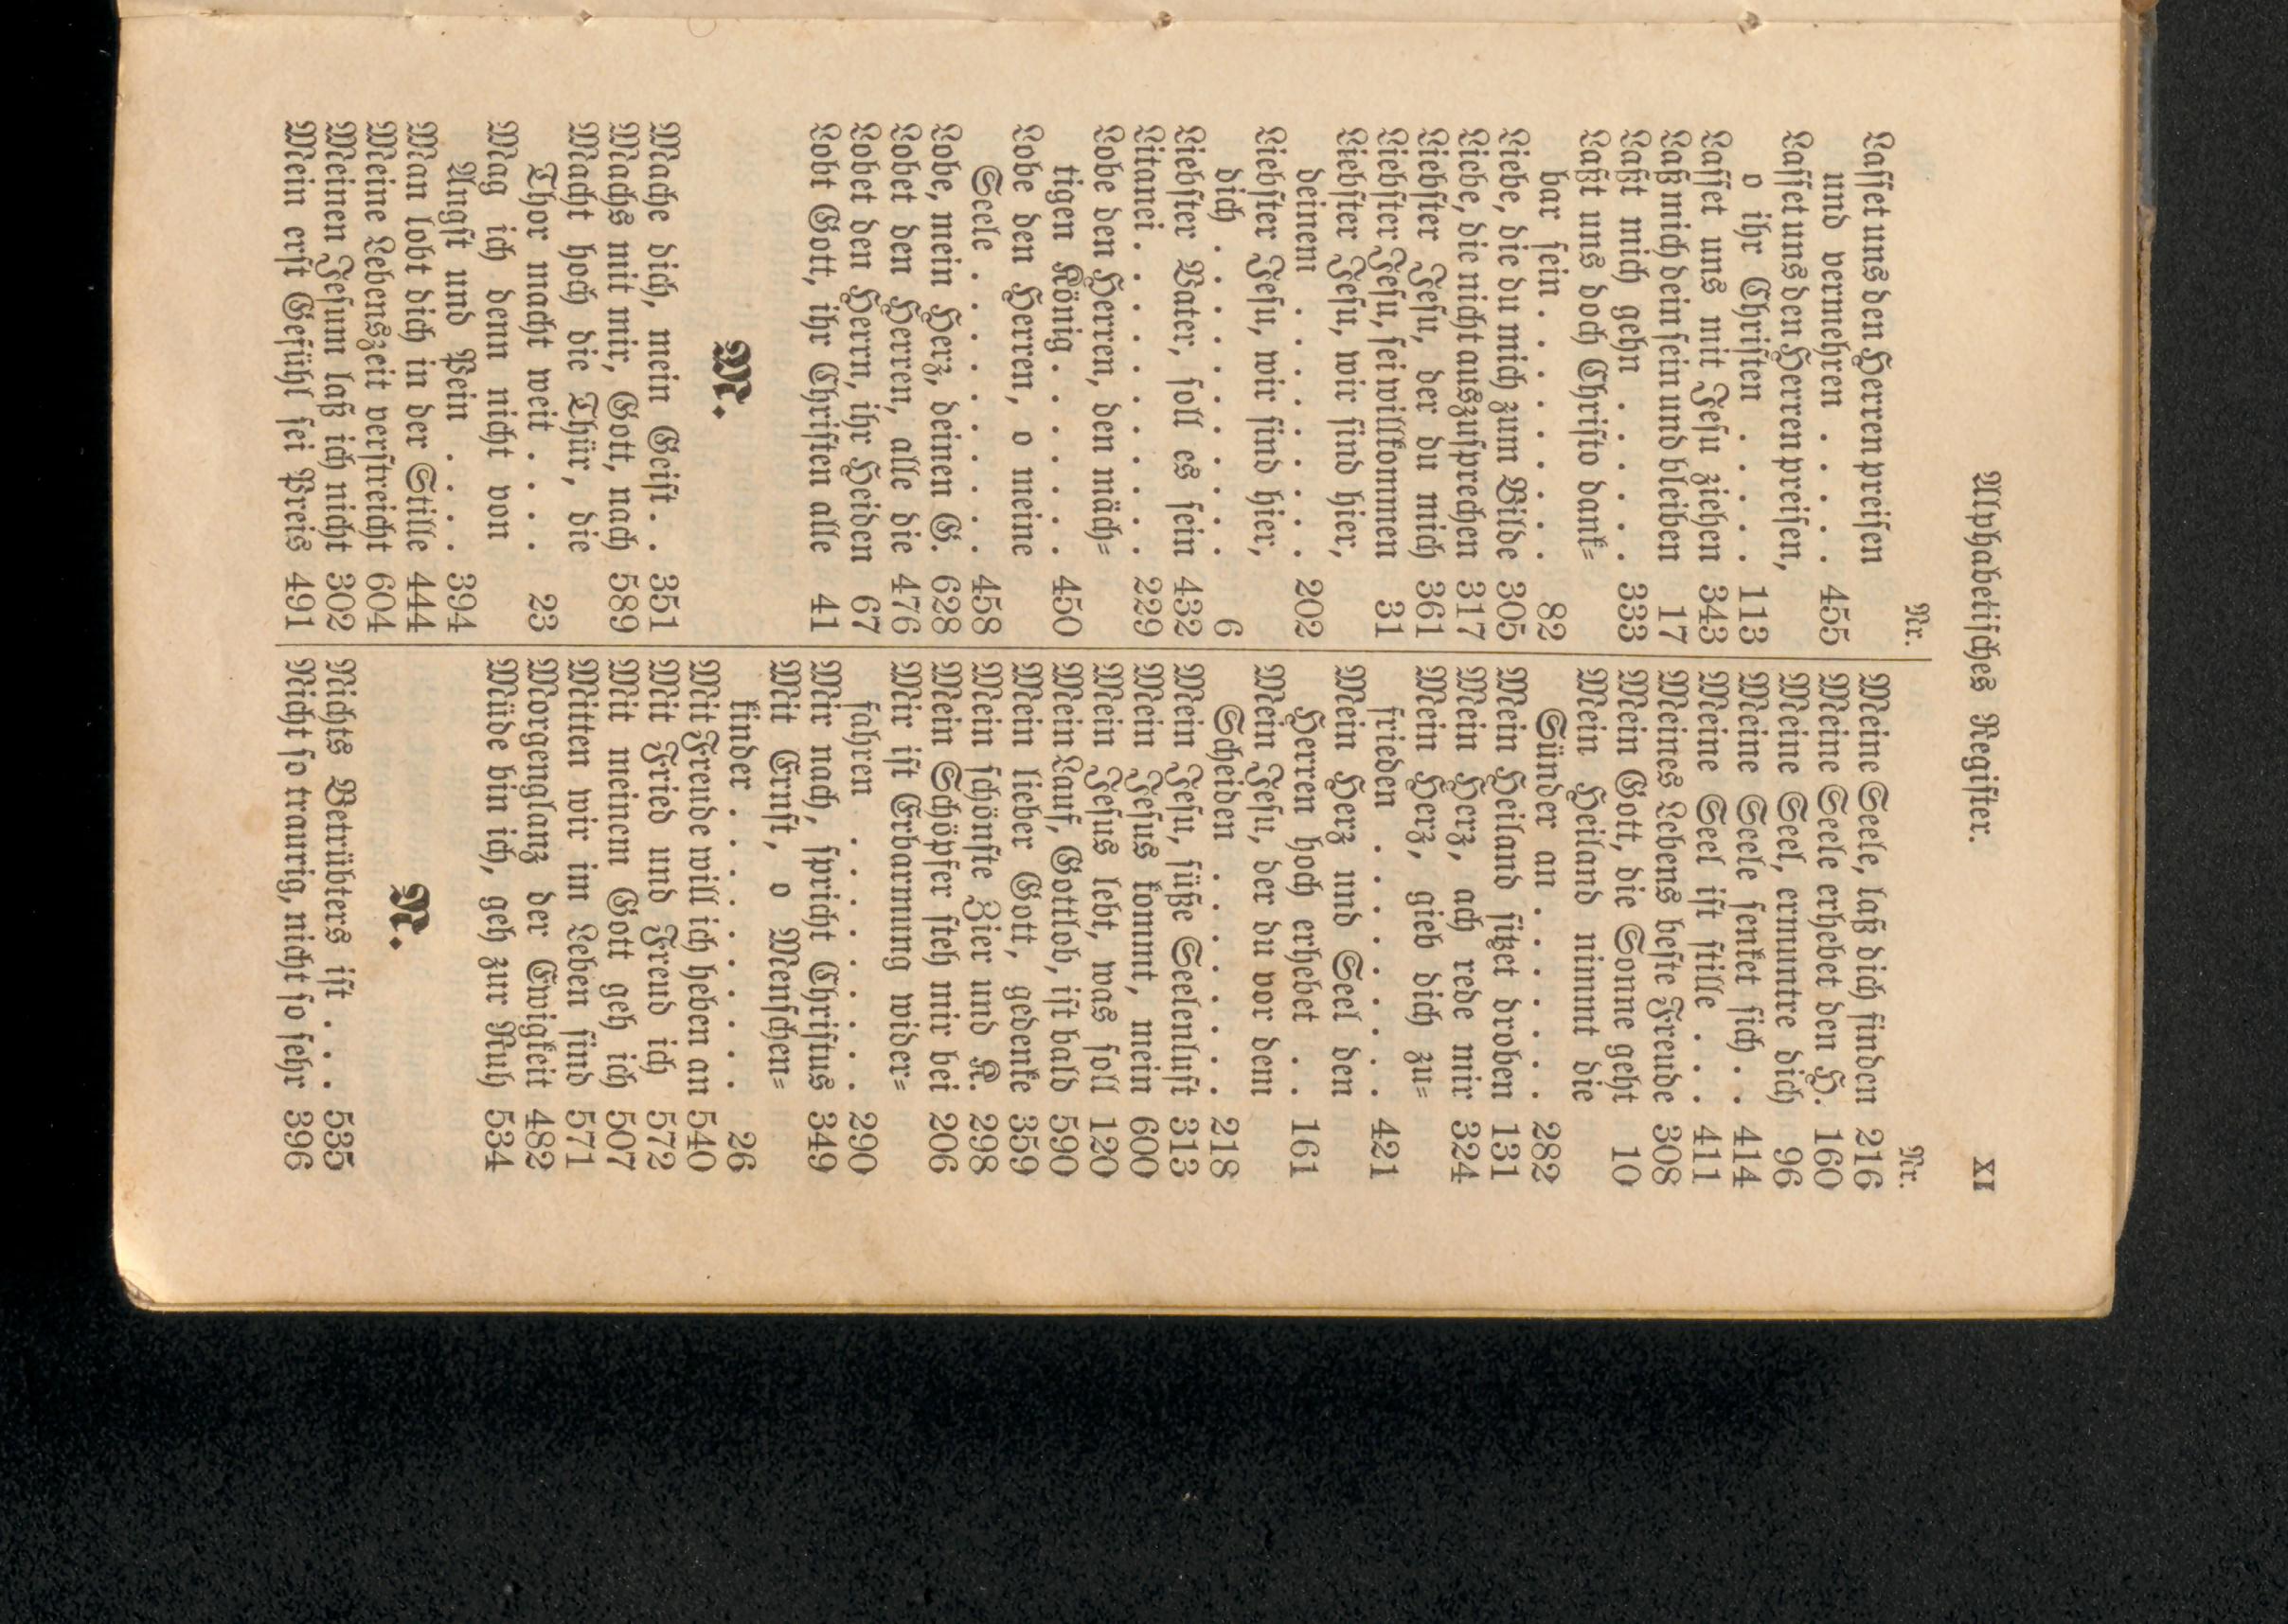 Alphabetisches Register. XI
Nr.
Lasset uns den Herren preisen
und vermehren . . . . 455
Lasset uns den Herren preisen,
o ihr Christen . . . . 113
Lasset uns mit Jesu ziehen 343
Laß mich dein sein und bleiben 17
Laßt mich gehn . . . . . 333
Laßt uns doch Christo dank=
bar sein . . . . . . . 82
Liebe, die du mich zum Bilde 305
Liebe, die nicht auszusprechen 317
Liebster Jesu, der du mich 361
Liebster Jesu, sei willkommen 31
Liebster Jesu, wir sind hier,
deinem . . . . . . . 202
Liebster Jesu, wir sind hier,
dich . . . . . . . . 6
Liebster Vater, soll es sein 432
Litanei . . . . . . . . 229
Lobe den Herren, den mäch=
tigen König . . . . . 450
Lobe den Herren, o meine
Seele . . . . . . . . 458
Lobe, mein Herz, deinen G. 628
Lobet den Herren, alle die 476
Lobet den Herrn, ihr Heiden 67
Lobt Gott, ihr Christen alle 41
M.
Mache dich, mein Geist . . 351
Machs mit mir, Gott, nach 589
Macht hoch die Thür, die
Thor macht weit . . . 23
Mag ich denn nicht von
Angst und Pein . . . . 394
Man lobt dich in der Stille 444
Meine Lebenszeit verstreicht 604
Meinen Jesum laß ich nicht 302
Mein erst Gefühl sei Preis 491
Nr.
Meine Seele, laß dich finden 216
Meine Seele erhebet den H. 160
Meine Seel, ermuntre dich 96
Meine Seele senket sich . . 414
Meine Seel ist stille . . . 411
Meines Lebens beste Freude 308
Mein Gott, die Sonne geht 10
Mein Heiland nimmt die
Sünder an . . . . . . 282
Mein Heiland sitzet droben 131
Mein Herz, ach rede mir 324
Mein Herz, gieb dich zu=
frieden . . . . . . . 421
Mein Herz und Seel den
Herren hoch erhebet . . 161
Mein Jesu, der du vor dem
Scheiden . . . . . . 218
Mein Jesu, süße Seelenlust 313
Mein Jesus kommt, mein 600
Mein Jesus lebt, was soll 120
Mein Lauf, Gottlob, ist bald 590
Mein lieber Gott, gedenke 359
Mein schönste Zier und K. 298
Mein Schöpfer steh mir bei 206
Mir ist Erbarmung wider=
fahren . . . . . . . 290
Mir nach, spricht Christus 349
Mit Ernst, o Menschen=
kinder . . . . . . . . 26
Mit Freude will ich heben an 540
Mit Fried und Freud ich 572
Mit meinem Gott geh ich 507
Mitten wir im Leben sind 571
Morgenglanz der Ewigkeit 482
Müde bin ich, geh zur Ruh 534
N.
Nichts Betrübters ist . . . 535
Nicht so traurig, nicht so sehr 396